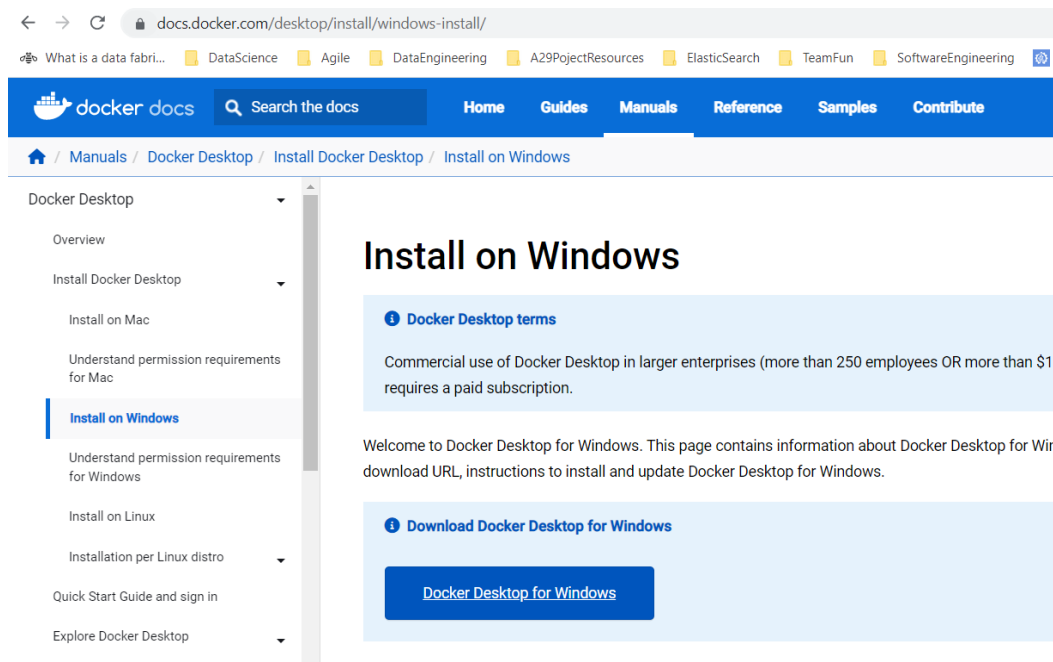 docs.docker.com/desktop/install/windows-install/
What is a data fabri... DataScience Agile DataEngineering A29PojectResources ElasticSearch TeamFun SoftwareEngineering
docker docs Search the docs Home Guides Manuals Reference Samples Contribute
/ Manuals / Docker Desktop / Install Docker Desktop / Install on Windows
Docker Desktop
Overview
Install Docker Desktop
Install on Mac
Understand permission requirements
for Mac
Install on Windows
Understand permission requirements
for Windows
Install on Linux
Installation per Linux distro
Quick Start Guide and sign in
Explore Docker Desktop
Install on Windows
Docker Desktop terms
Commercial use of Docker Desktop in larger enterprises (more than 250 employees OR more than $1
requires a paid subscription.
Welcome to Docker Desktop for Windows. This page contains information about Docker Desktop for Wi
download URL, instructions to install and update Docker Desktop for Windows.
Download Docker Desktop for Windows
Docker Desktop for Windows